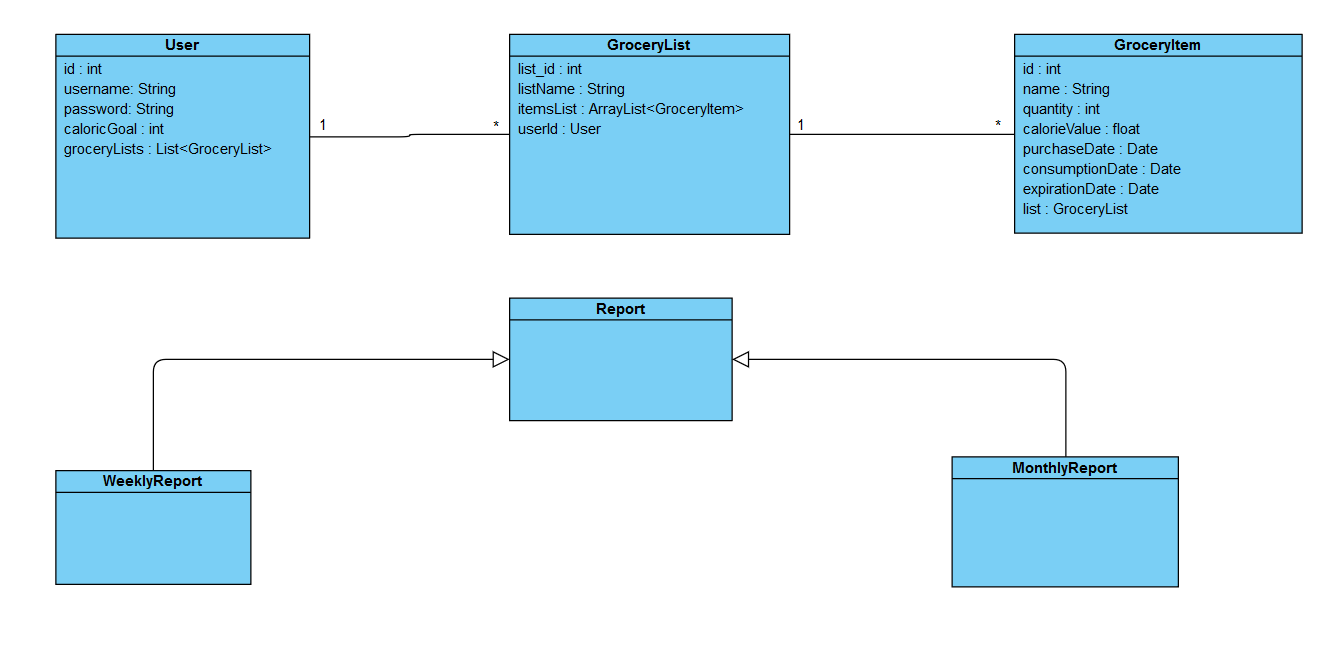 User
id : int
username: String
password: String
caloricGoal : int
groceryLists : List<GroceryList>
1
*
GroceryList
list_id : int
listName : String
itemsList : ArrayList<GroceryItem>
userId : User
1
*
GroceryItem
id : int
name : String
quantity : int
calorieValue : float
purchaseDate : Date
consumptionDate : Date
expirationDate : Date
list : GroceryList
Report
WeeklyReport
MonthlyReport